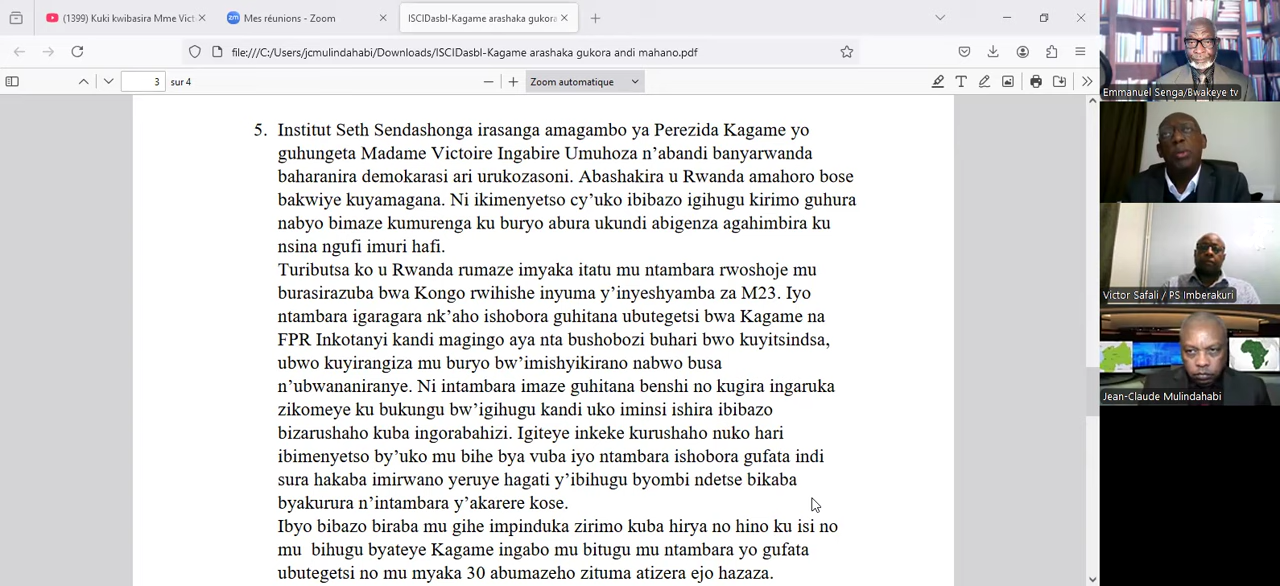 (1399) Kuki kwibasira Mme Vict
Mes réunions - Zoom
ISCIDasbl-Kagame arashaka gukora
file:///C:/Users/jcmulindahabi/Downloads/ISCIDasbl-Kagame arashaka gukora andi mahano.pdf
3 sur 4
Zoom automatique
5. Institut Seth Sendashonga irasanga amagambo ya Perezida Kagame yo
guhungeta Madame Victoire Ingabire Umuhoza n'abandi banyarwanda
baharanira demokarasi ari urukozasoni. Abashakira u Rwanda amahoro bose
bakwiye kuyamagana. Ni ikimenyetso cy'uko ibibazo igihugu kirimo guhura
nabyo bimaze kumurenga ku buryo abura ukundi abigenza agahimbira ku
nsina ngufi imuri hafi.
Tuributsa ko u Rwanda rumaze imyaka itatu mu ntambara rwoshoje mu
burasirazuba bwa Kongo rwihishe inyuma y'inyeshyamba za M23. Iyo
ntambara igaragara nk'aho ishobora guhitana ubutegetsi bwa Kagame na
FPR Inkotanyi kandi magingo aya nta bushobozi buhari bwo kuyitsindsa,
ubwo kuyirangiza mu buryo bw'imishyikirano nabwo busa
n'ubwananiranye. Ni intambara imaze guhitana benshi no kugira ingaruka
zikomeye ku bukungu bw'igihugu kandi uko iminsi ishira ibibazo
bizarushaho kuba ingorabahizi. Igiteye inkeke kurushaho nuko hari
ibimenyetso by'uko mu bihe bya vuba iyo ntambara ishobora gufata indi
sura hakaba imirwano yeruye hagati y'ibihugu byombi ndetse bikaba
byakurura n'intambara y'akarere kose.
Ibyo bibazo biraba mu gihe impinduka zirimo kuba hirya no hino ku isi no
mu bihugu byateye Kagame ingabo mu bitugu mu ntambara yo gufata
ubutegetsi no mu myaka 30 abumazeho zituma atizera ejo hazaza.
Emmanuel Senga/Bwakeye tv
Victor Safali / PS Imberakuri
Jean-Claude Mulindahabi